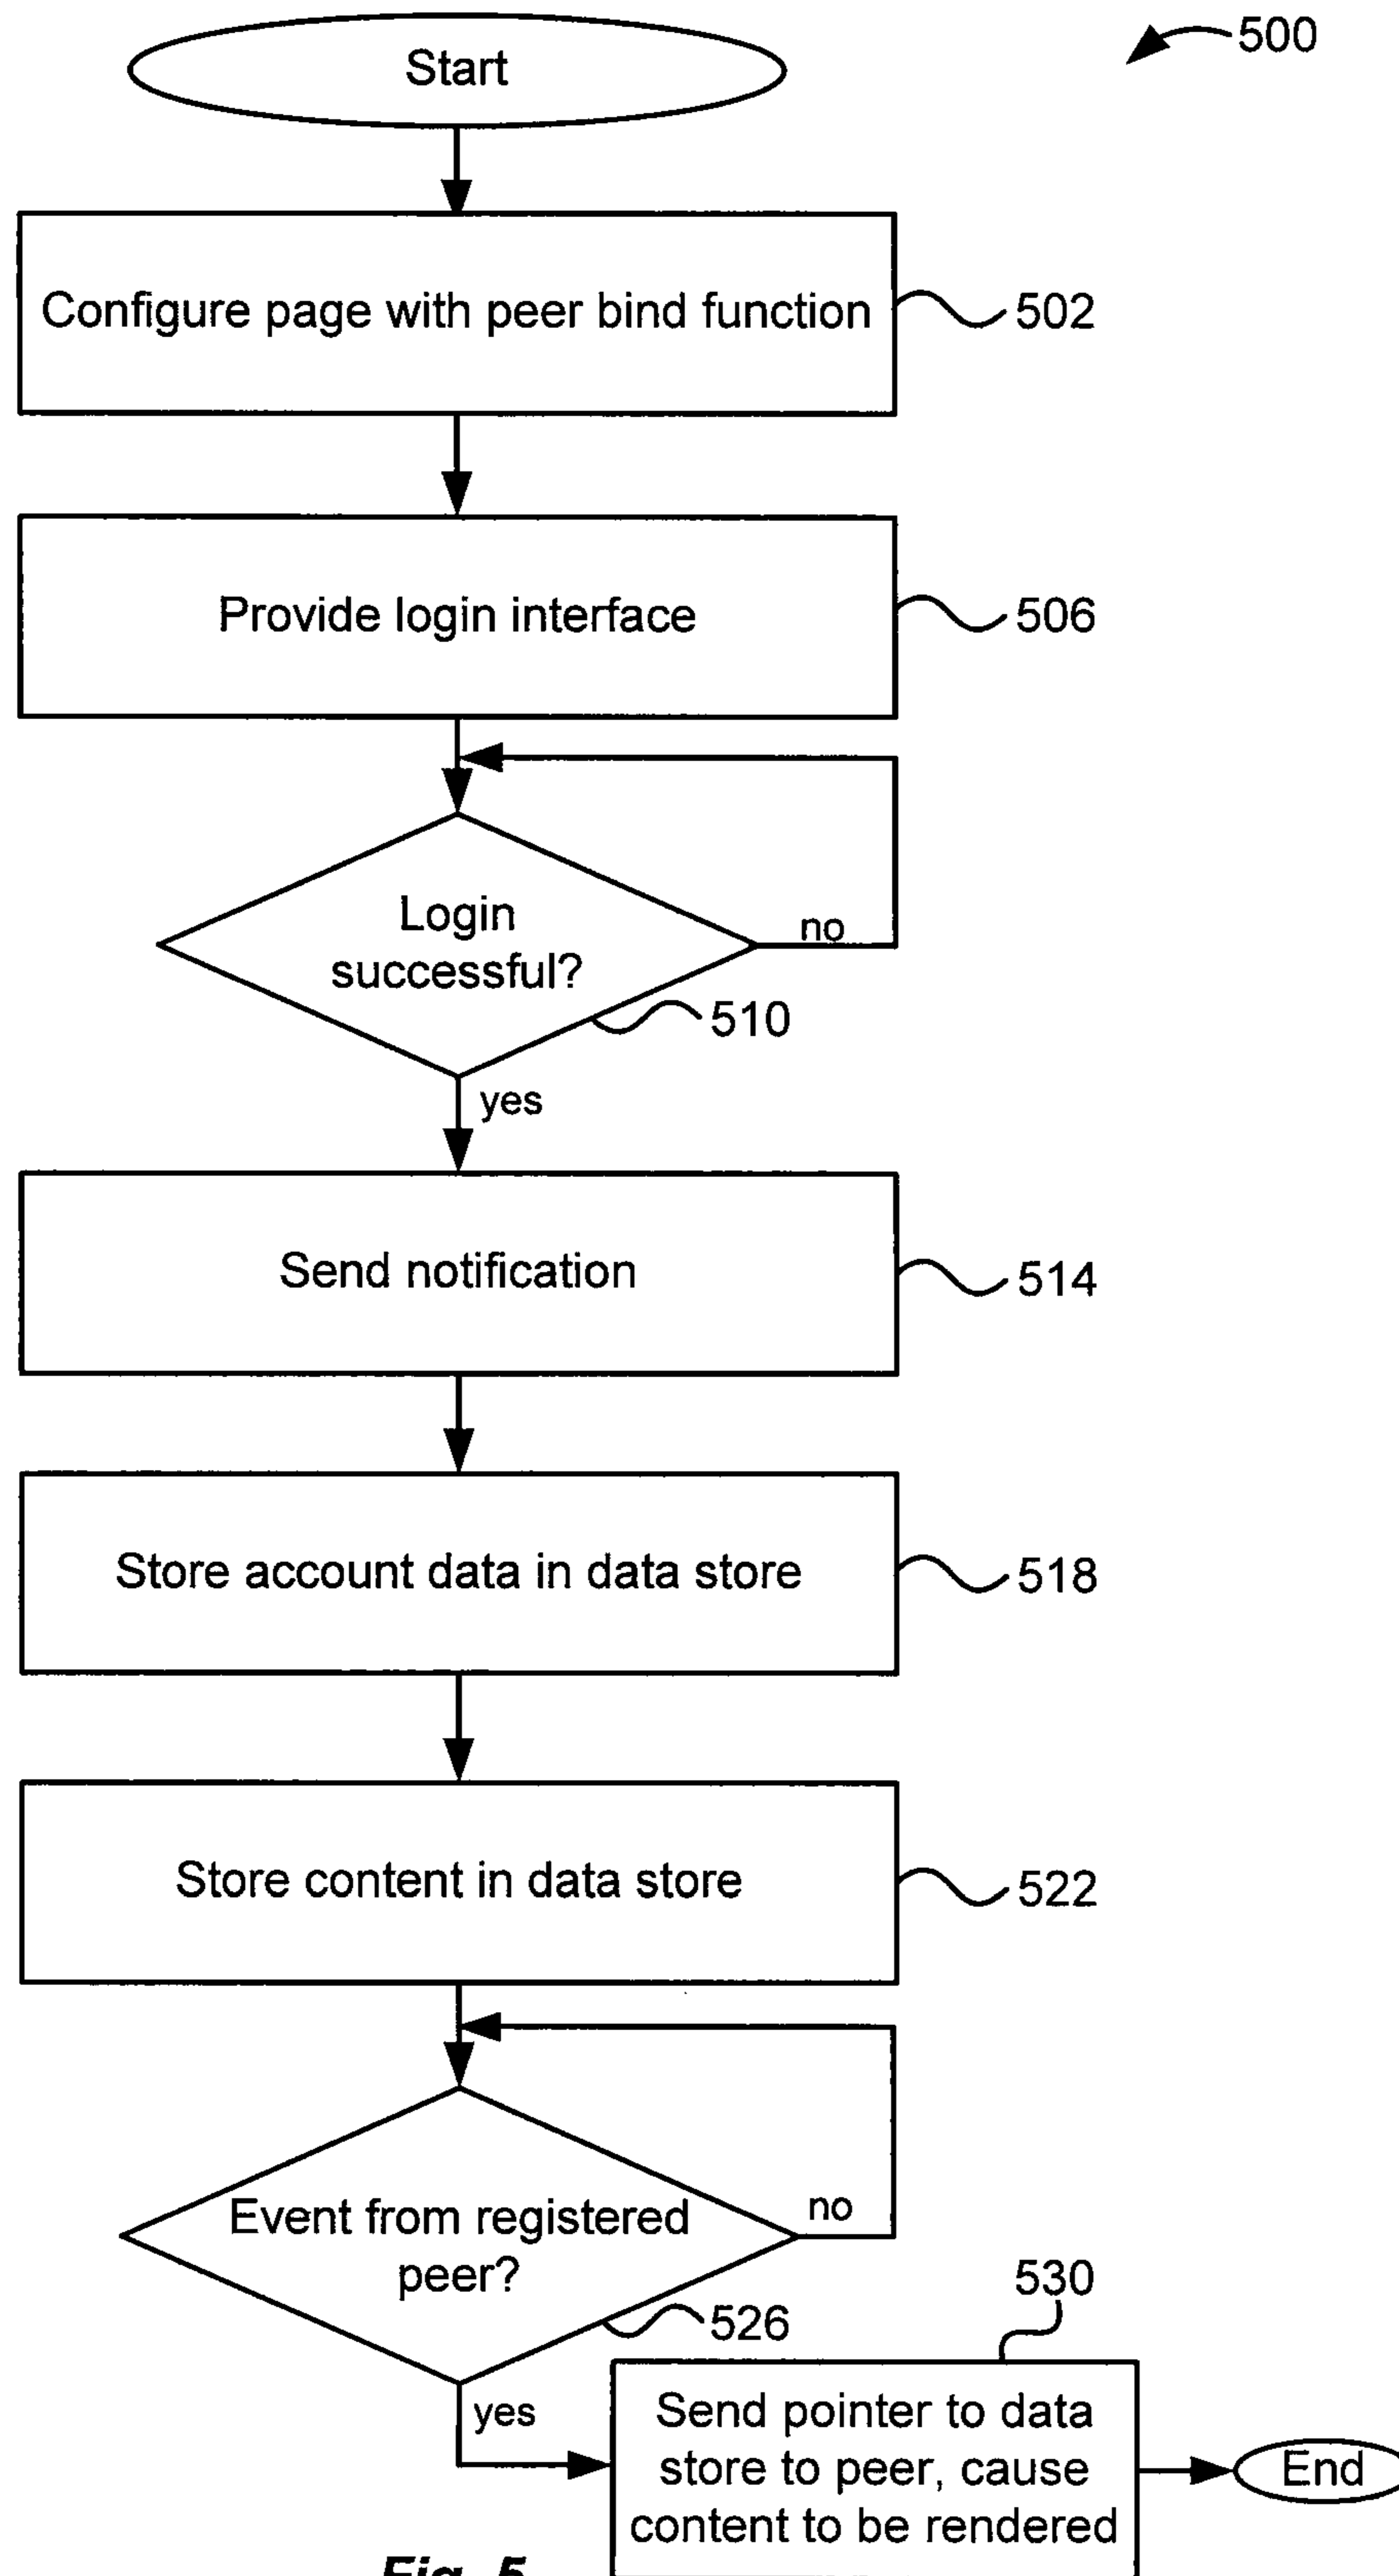 Start
500
Configure page with peer bind function
502
Provide login interface
506
Login
successful?
no
510
yes
Send notification
514
Store account data in data store
518
Store content in data store
522
Event from registered
peer?
no
526
yes
530
Send pointer to data
store to peer, cause
content to be rendered
End
Fig. 5